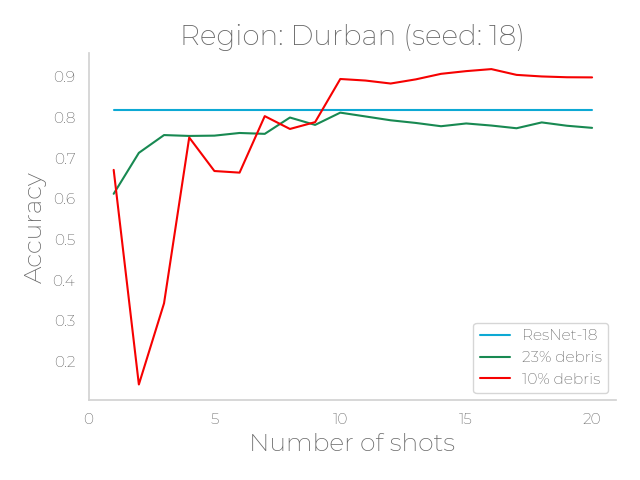 Region: Durban (seed: 18)
Accuracy
0.9
0.8
0.7
0.6
0.5
0.4
0.3
0.2
ResNet-18
23% debris
10% debris
0 5 10 15 20
Number of shots